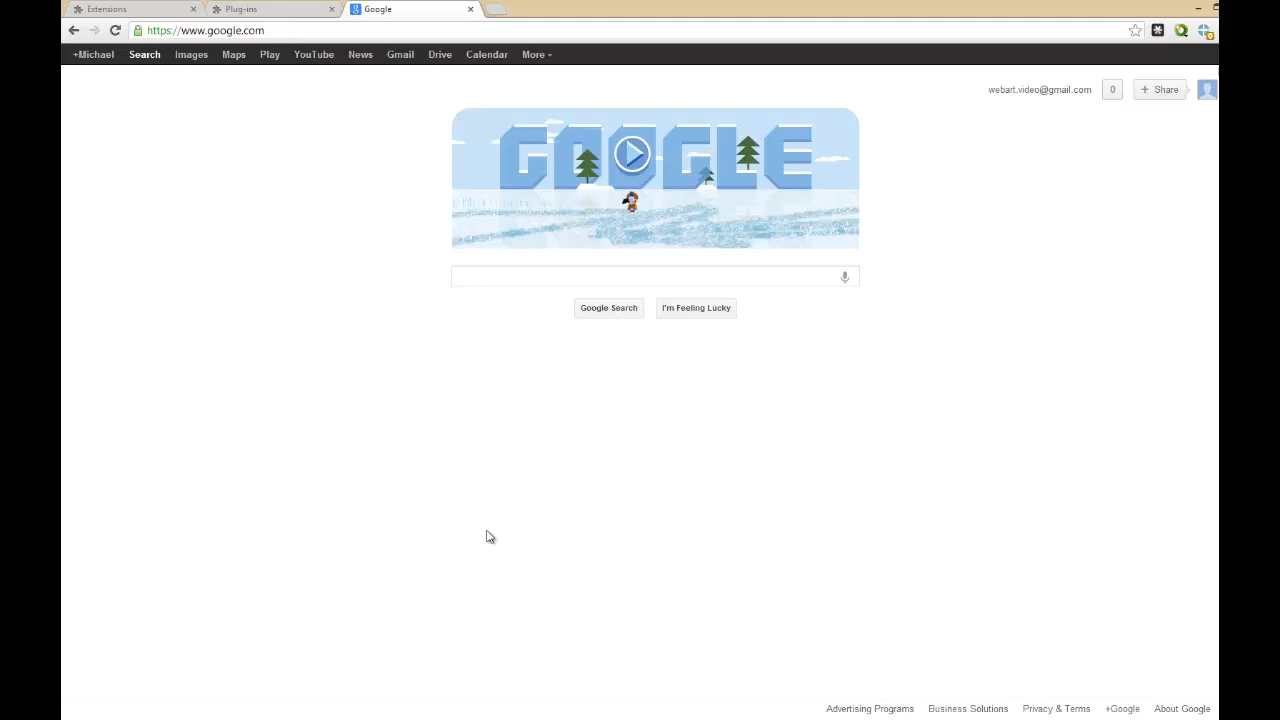 Extensions Plug-ins Google
https://www.google.com
+Michael Search Images Maps Play YouTube News Gmail Drive Calendar More
webart.video@gmail.com 0 + Share
GOOGLE
Google Search I'm Feeling Lucky
Advertising Programs Business Solutions Privacy & Terms +Google About Google